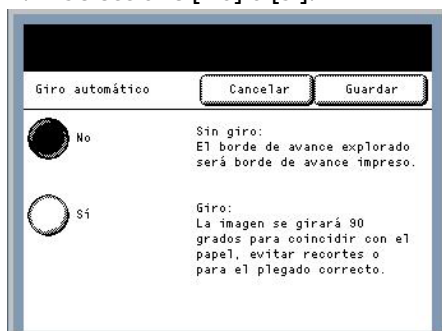 Giro automático
Cancelar
Guardar
No
Sin giro:
El borde de avance explorado
será borde de avance impreso.
Sí
Giro:
La imagen se girará 90
grados para coincidir con el
papel, evitar recortes o
para el plegado correcto.